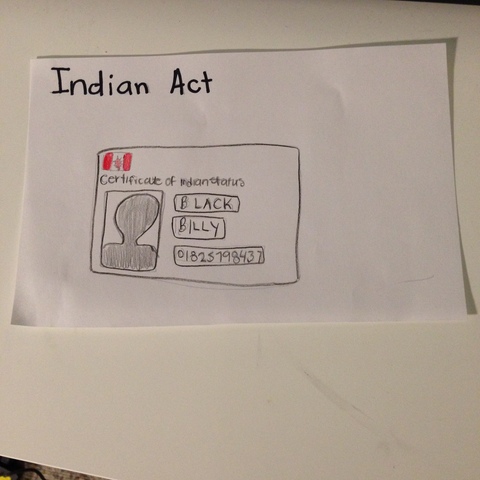 Indian Act
Certificate of Indian status
BLACK
BILLY
01825798437